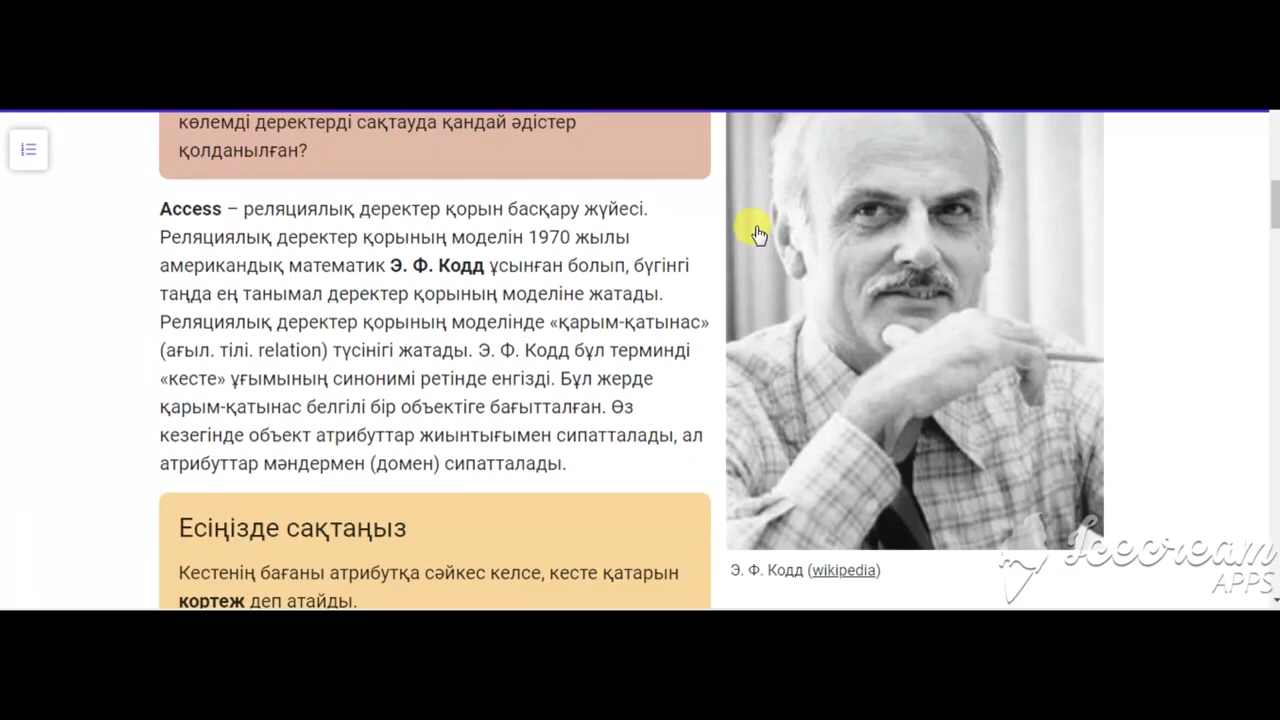 көлемді деректерді сақтауда қандай әдістер
қолданылған?
Access – реляциялық деректер қорын басқару жүйесі.
Реляциялық деректер қорының моделін 1970 жылы
американдық математик Э. Ф. Кодд ұсынған болып, бүгінгі
таңда ең танымал деректер қорының моделіне жатады.
Реляциялық деректер қорының моделінде «қарым-қатынас»
(ағыл. тілі. relation) түсінігі жатады. Э. Ф. Кодд бұл терминді
«кесте» ұғымының синонимі ретінде енгізді. Бұл жерде
қарым-қатынас белгілі бір объектіге бағытталған. Өз
кезегінде объект атрибуттар жиынтығымен сипатталады, ал
атрибуттар мәндермен (домен) сипатталады.
Есіңізде сақтаңыз
Кестенің бағаны атрибутқа сәйкес келсе, кесте қатарын
кортеж деп атайды.
Э. Ф. Кодд (wikipedia)
Icecream
APPS